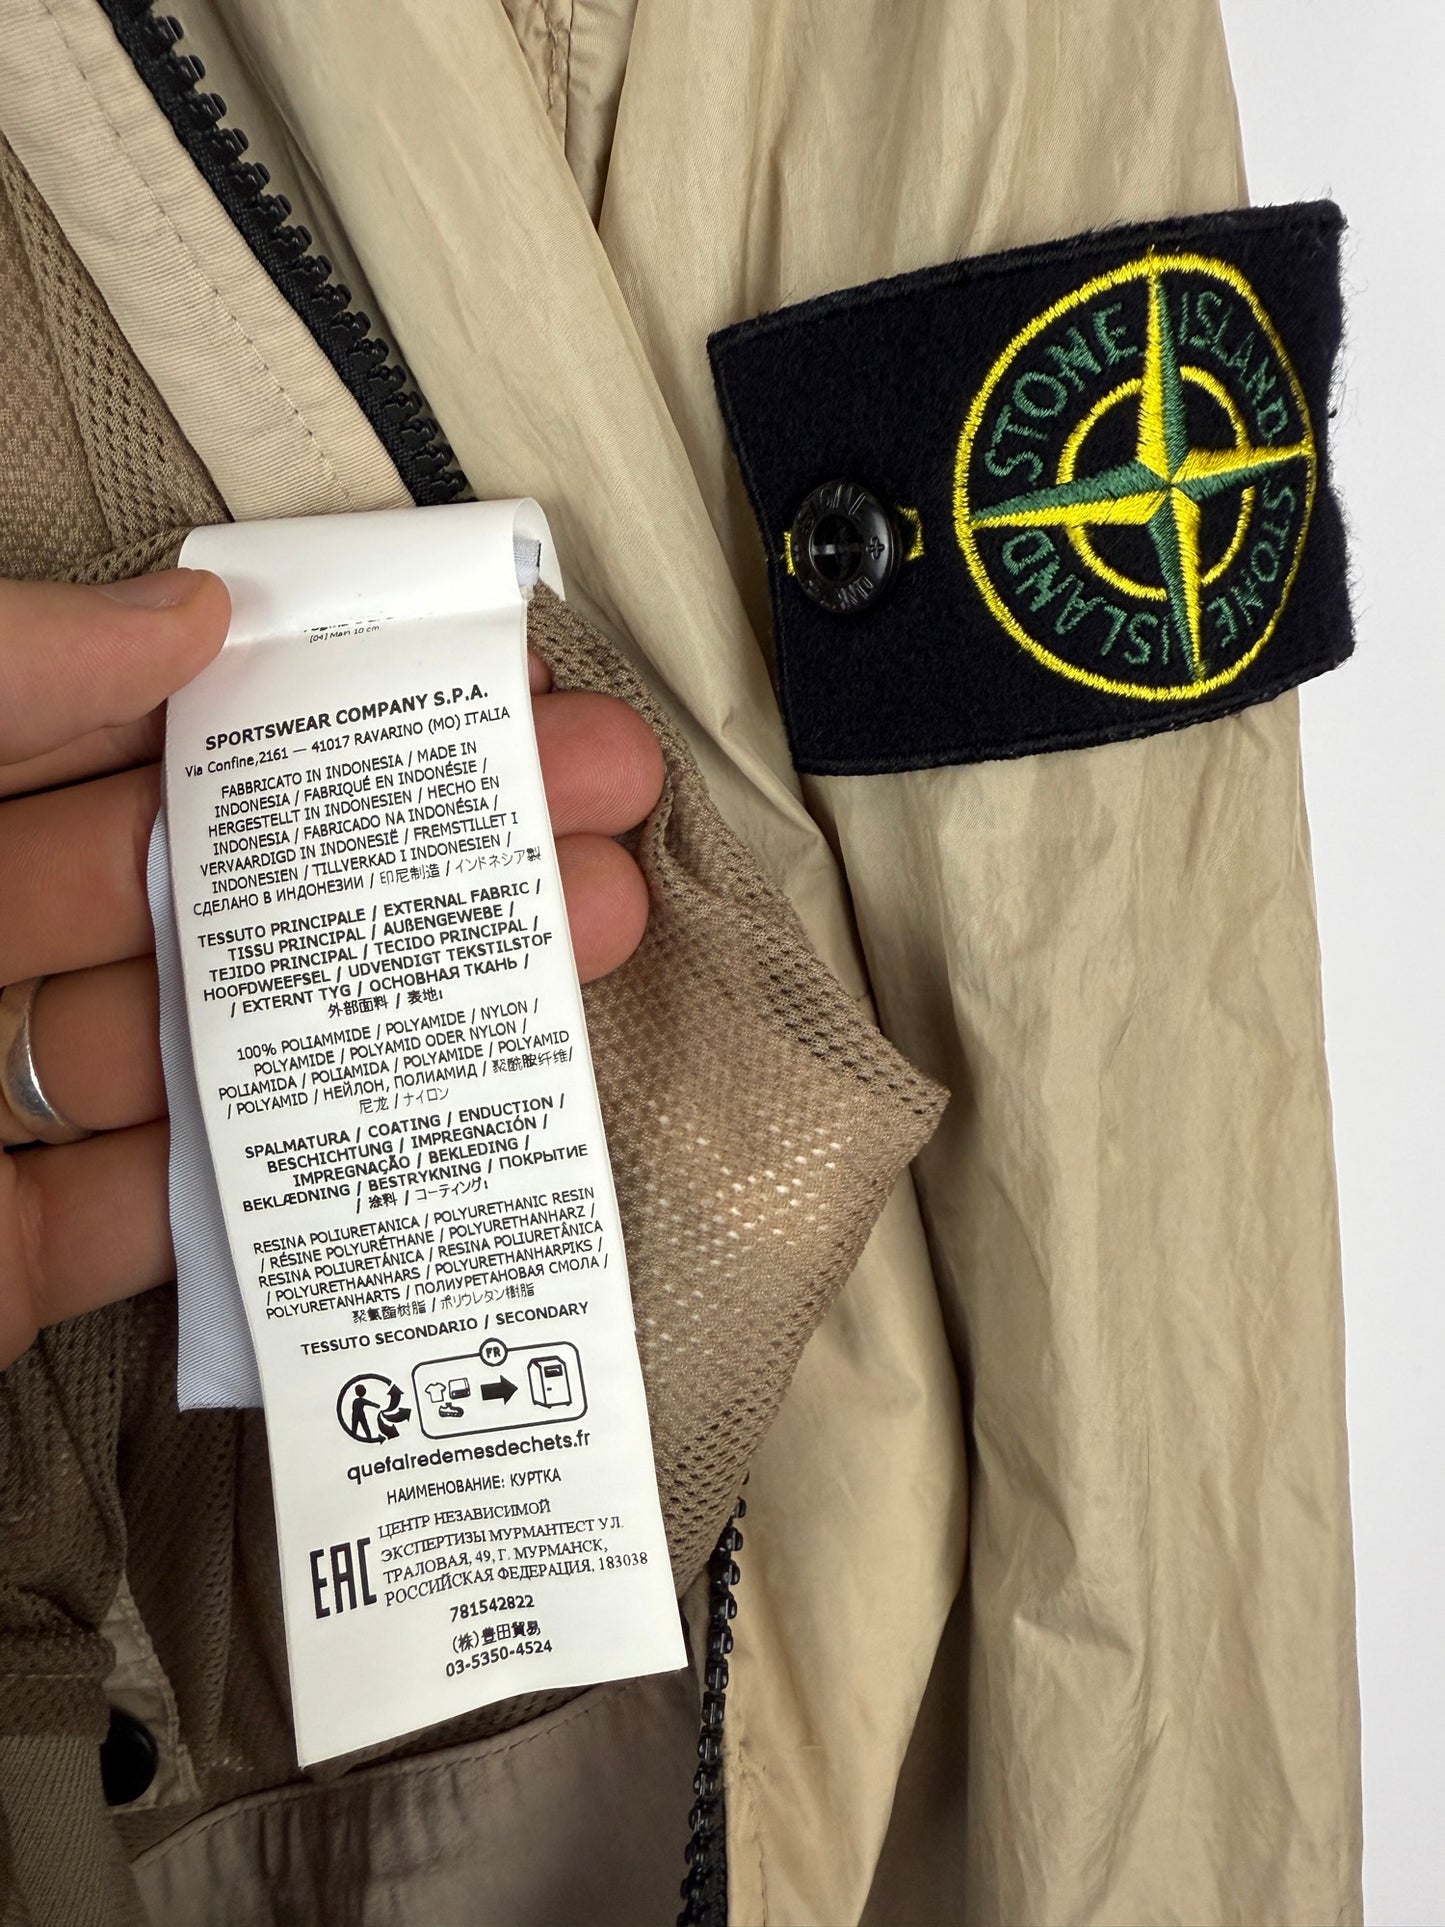 [04] Main 10 cm
SPORTSWEAR COMPANY S.P.A.
Via Confine,2161 — 41017 RAVARINO (MO) ITALIA
FABBRICATO IN INDONESIA / MADE IN
INDONESIA / FABRIQUÉ EN INDONÉSIE /
HERGESTELLT IN INDONESIEN / HECHO EN
INDONESIA / FABRICADO NA INDONÉSIA /
VERVAARDIGD IN INDONESIË / FREMSTILLET I
INDONESIEN / TILLVERKAD I INDONESIEN /
СДЕЛАНО В ИНДОНЕЗИИ / 印尼制造 / インドネシア製
TESSUTO PRINCIPALE / EXTERNAL FABRIC /
TISSU PRINCIPAL / AUßENGEWEBE /
TEJIDO PRINCIPAL / TECIDO PRINCIPAL /
HOOFDWEEFSEL / UDVENDIGT TEKSTILSTOF
/ EXTERNT TYG / ОСНОВНАЯ ТКАНЬ /
外部面料 / 表地:
100% POLIAMMIDE / POLYAMIDE / NYLON /
POLYAMIDE / POLYAMID ODER NYLON /
POLIAMIDA / POLIAMIDA / POLYAMIDE / POLYAMID
/ POLYAMID / НЕЙЛОН, ПОЛИАМИД / 聚酰胺纤维/
尼龙 / ナイロン
SPALMATURA / COATING / ENDUCTION /
BESCHICHTUNG / IMPREGNACIÓN /
IMPREGNAÇÃO / BEKLEDING /
BEKLÆDNING / BESTRYKNING / ПОКРЫТИЕ
/ 涂料 / コーティング:
RESINA POLIURETANICA / POLYURETHANIC RESIN
/ RÉSINE POLYURÉTHANE / POLYURETHANHARZ /
RESINA POLIURETÁNICA / RESINA POLIURETÂNICA
/ POLYURETHAANHARS / POLYURETHANHARPIKS /
POLYURETANHARTS / ПОЛИУРЕТАНОВАЯ СМОЛА /
聚氨酯树脂 / ポリウレタン樹脂
TESSUTO SECONDARIO / SECONDARY
FR
quefairedemesdechets.fr
НАИМЕНОВАНИЕ: КУРТКА
EAC
ЦЕНТР НЕЗАВИСИМОЙ
ЭКСПЕРТИЗЫ МУРМАНТЕСТ УЛ.
ТРАЛОВАЯ, 49, Г. МУРМАНСК,
РОССИЙСКАЯ ФЕДЕРАЦИЯ, 183038
781542822
(株)豊田貿易
03-5350-4524
STONE ISLAND
STONE ISLAND